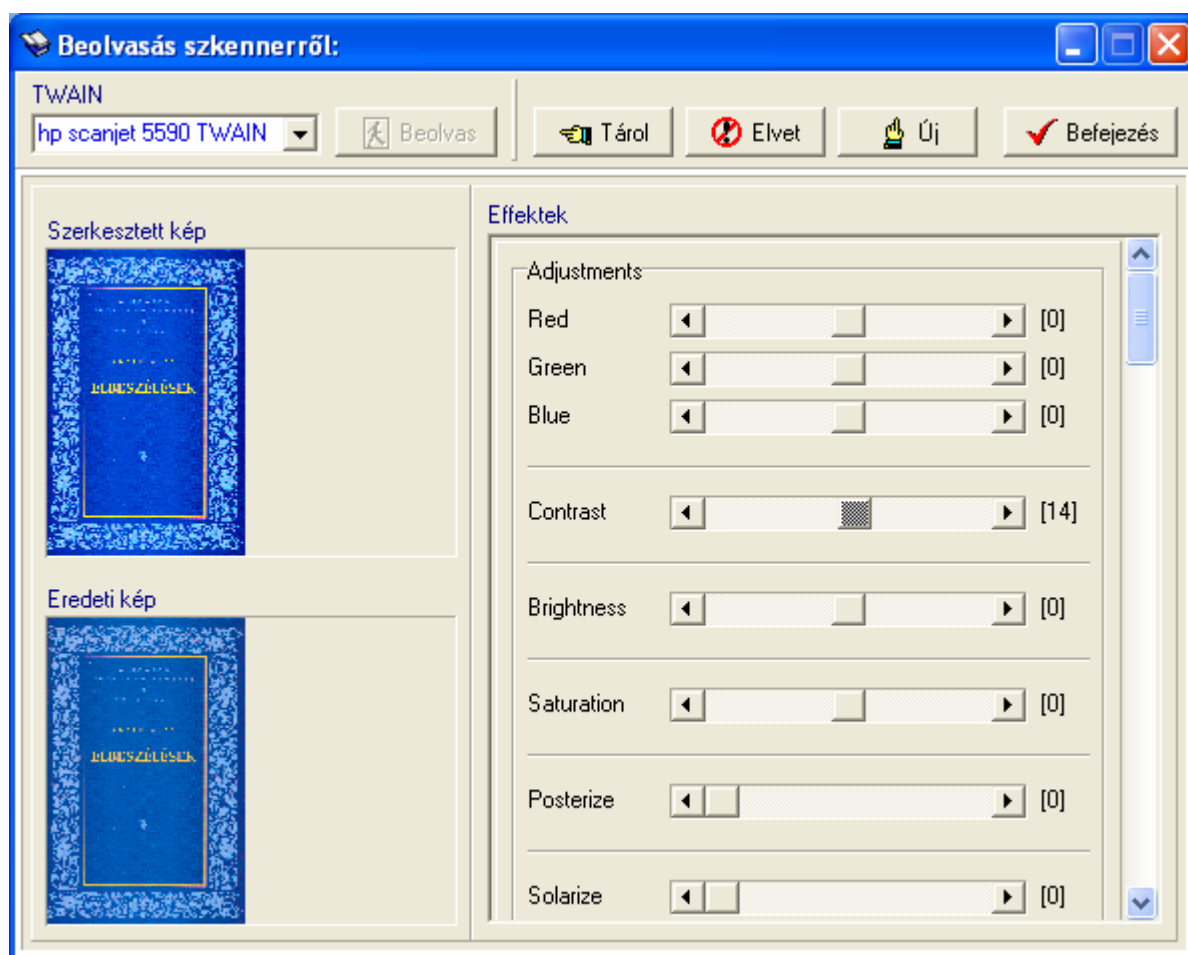 Beolvasás szkennerről:
TWAIN
hp scanjet 5590 TWAIN
Beolvas
Tárol
Elvet
Új
Befejezés
Szerkesztett kép
ELBESZÉLÉSEK
Eredeti kép
ELBESZÉLÉSEK
Effektek
Adjustments
Red [0]
Green [0]
Blue [0]
Contrast [14]
Brightness [0]
Saturation [0]
Posterize [0]
Solarize [0]